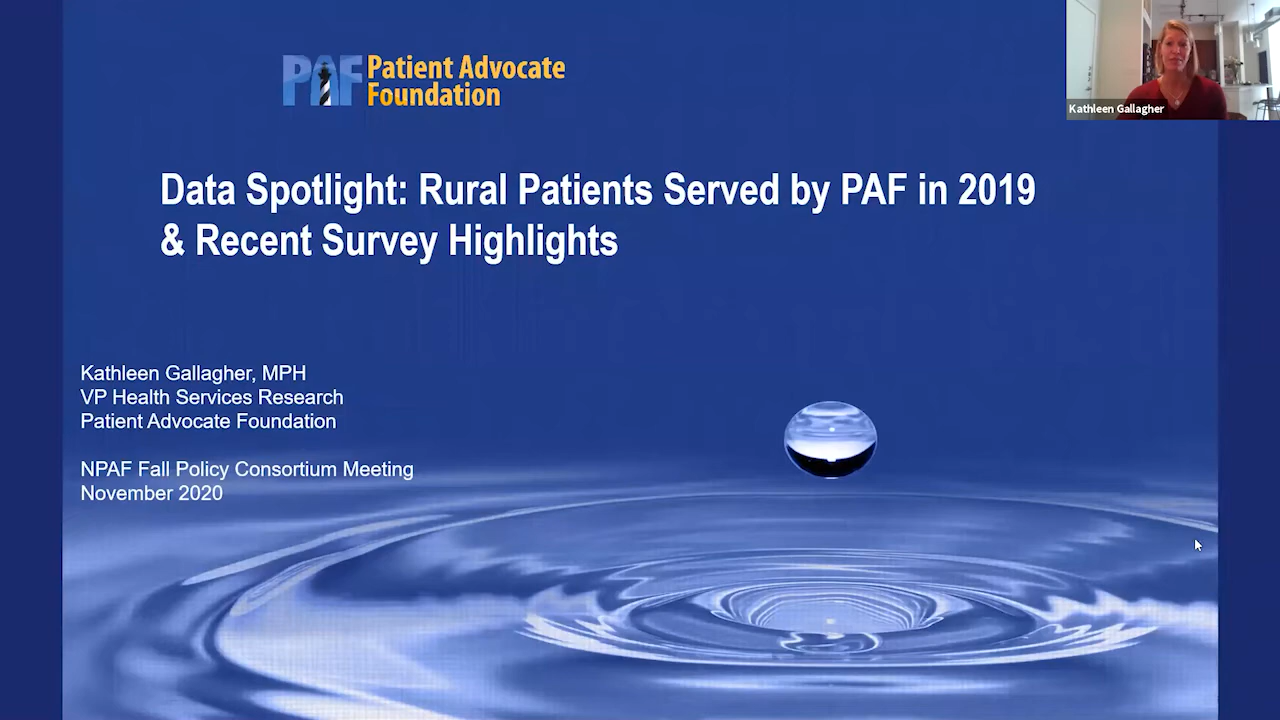 PAF Patient Advocate
Foundation
Kathleen Gallagher
Data Spotlight: Rural Patients Served by PAF in 2019
& Recent Survey Highlights
Kathleen Gallagher, MPH
VP Health Services Research
Patient Advocate Foundation
NPAF Fall Policy Consortium Meeting
November 2020